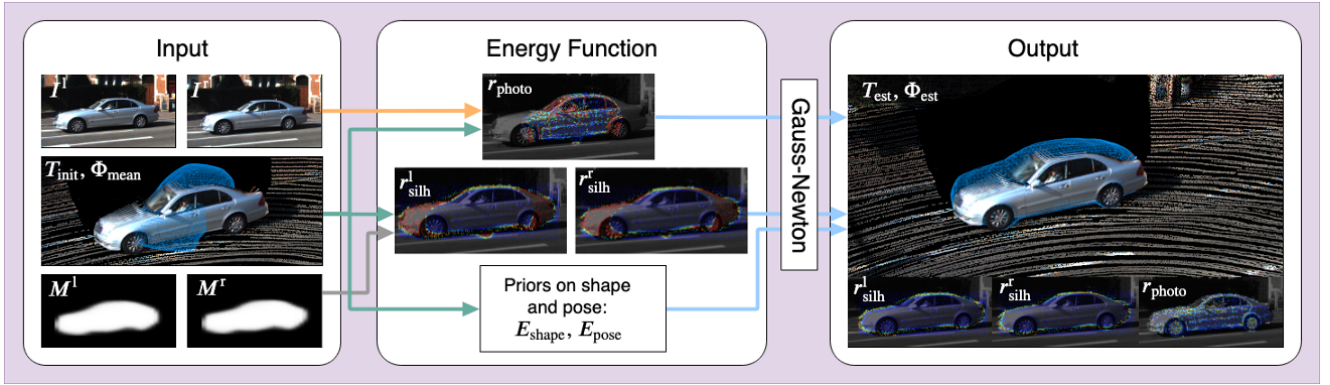 Input
I^l
I^r
T_init, Φ_mean
M^l
M^r
Energy Function
r_photo
r^l_silh
r^r_silh
Priors on shape
and pose:
E_shape, E_pose
Gauss-Newton
Output
T_est, Φ_est
r^l_silh
r^r_silh
r_photo